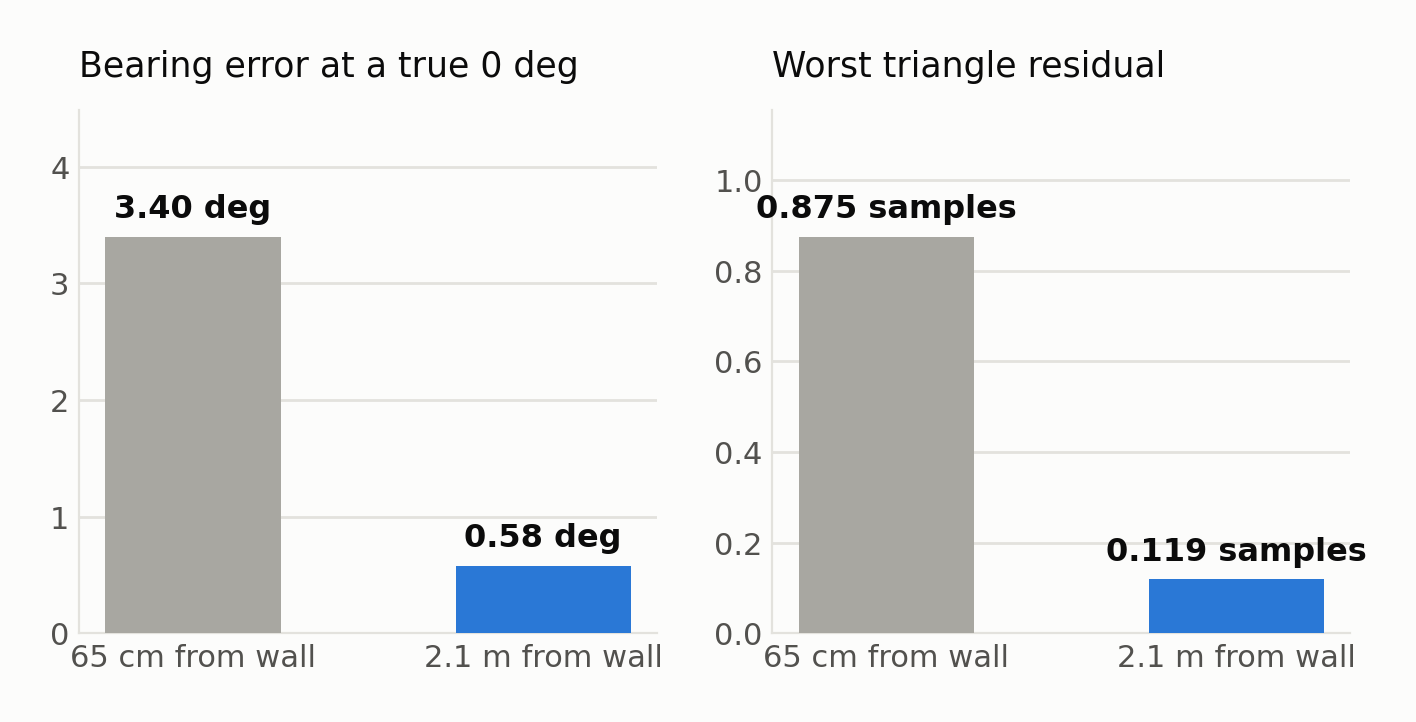 Bearing error at a true 0 deg
4
3.40 deg
3
2
1
0.58 deg
0
65 cm from wall
2.1 m from wall
Worst triangle residual
1.0
0.875 samples
0.8
0.6
0.4
0.2
0.119 samples
0.0
65 cm from wall
2.1 m from wall